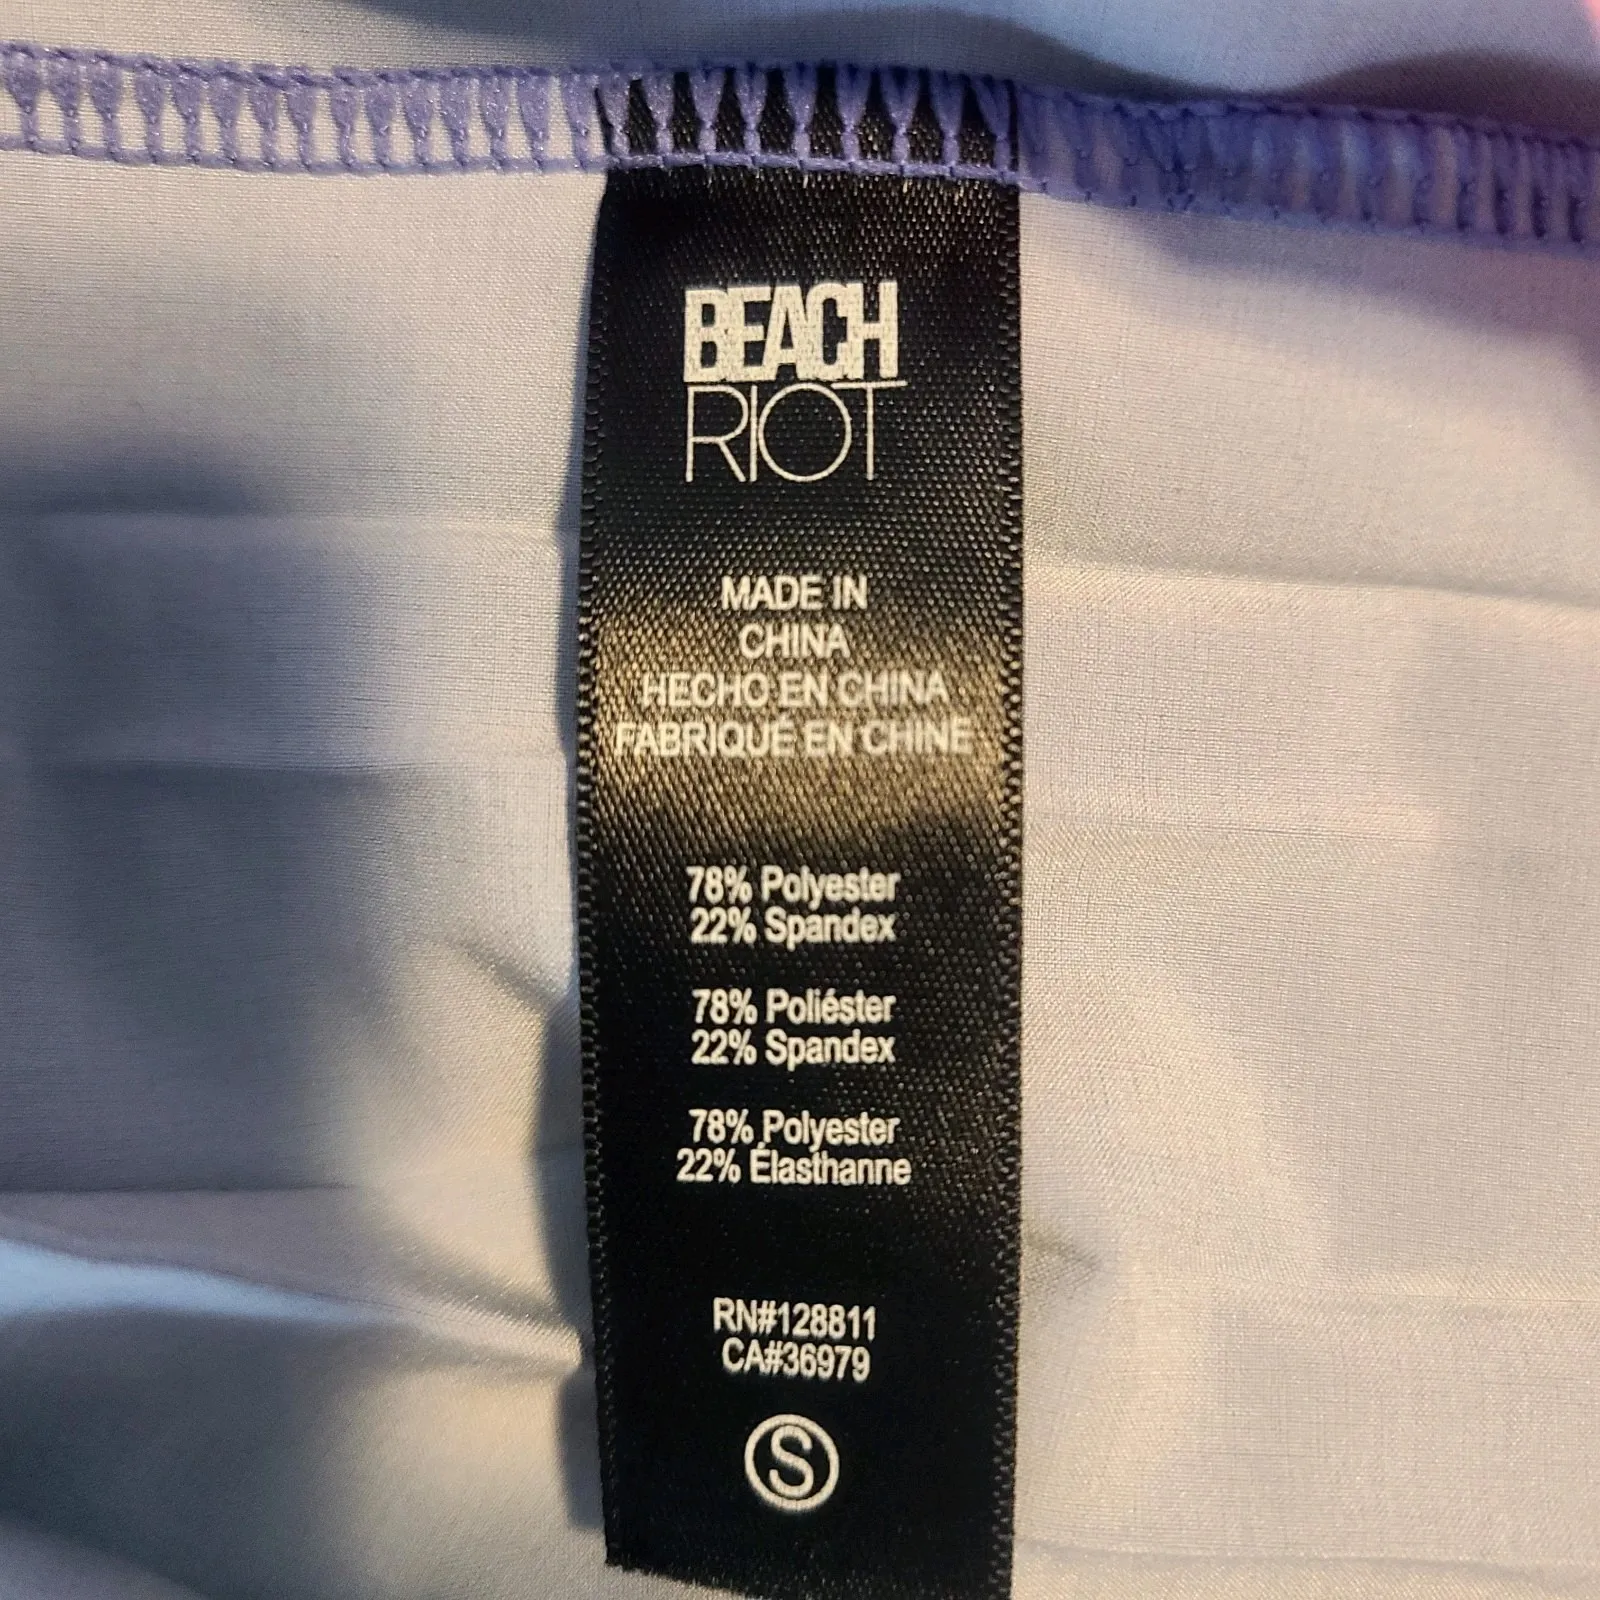 BEACH
RIOT
MADE IN
CHINA
HECHO EN CHINA
FABRIQUÉ EN CHINE
78% Polyester
22% Spandex
78% Poliéster
22% Spandex
78% Polyester
22% Élasthanne
RN#128811
CA#36979
S